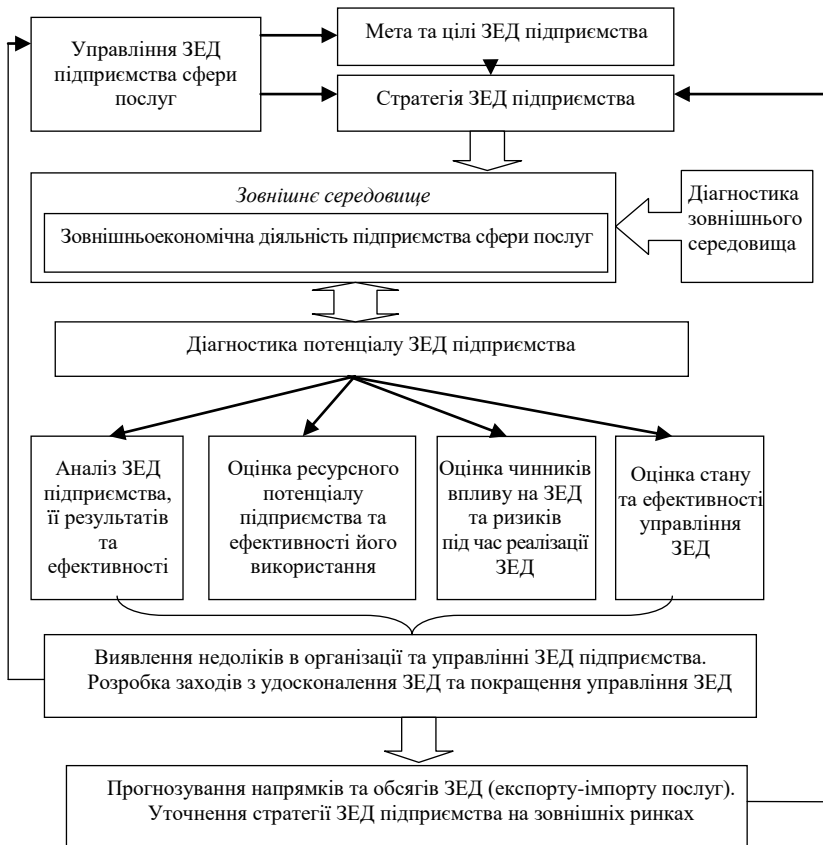 Управління ЗЕД
підприємства сфери
послуг
Мета та цілі ЗЕД підприємства
Стратегія ЗЕД підприємства
Зовнішнє середовище
Зовнішньоекономічна діяльність підприємства сфери послуг
Діагностика
зовнішнього
середовища
Діагностика потенціалу ЗЕД підприємства
Аналіз ЗЕД
підприємства,
її результатів
та
ефективності
Оцінка ресурсного
потенціалу
підприємства та
ефективності його
використання
Оцінка чинників
впливу на ЗЕД
та ризиків
під час реалізації
ЗЕД
Оцінка стану
та ефективності
управління
ЗЕД
Виявлення недоліків в організації та управлінні ЗЕД підприємства.
Розробка заходів з удосконалення ЗЕД та покращення управління ЗЕД
Прогнозування напрямків та обсягів ЗЕД (експорту-імпорту послуг).
Уточнення стратегії ЗЕД підприємства на зовнішніх ринках